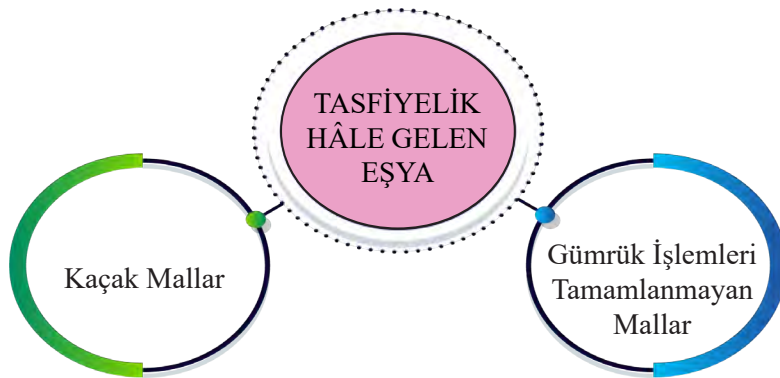 TASFİYELİK
HÂLE GELEN
EŞYA
Kaçak Mallar
Gümrük İşlemleri
Tamamlanmayan
Mallar